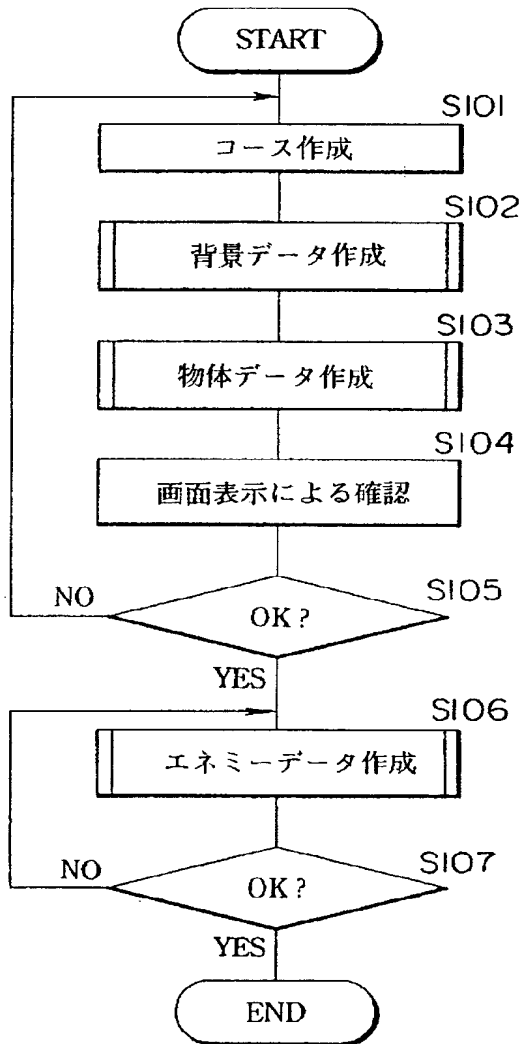 START
S101
コース作成
S102
背景データ作成
S103
物体データ作成
S104
画面表示による確認
S105
NO
OK?
YES
S106
エネミーデータ作成
S107
NO
OK?
YES
END